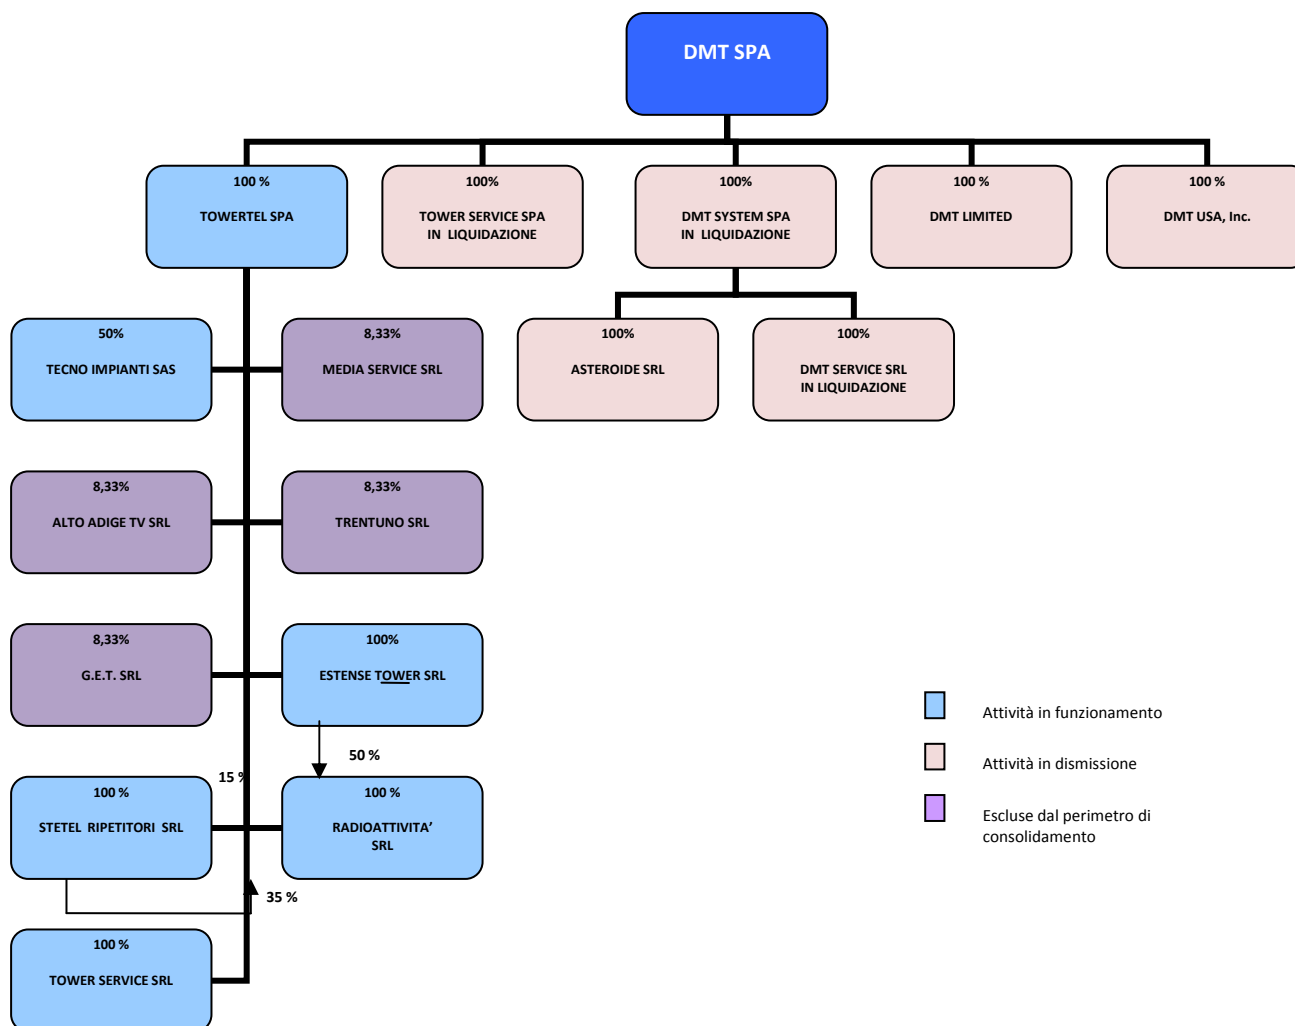 DMT SPA
100 %
TOWERTEL SPA
100%
TOWER SERVICE SPA
IN LIQUIDAZIONE
100%
DMT SYSTEM SPA
IN LIQUIDAZIONE
100 %
DMT LIMITED
100 %
DMT USA, Inc.
50%
TECNO IMPIANTI SAS
8,33%
MEDIA SERVICE SRL
100%
ASTEROIDE SRL
100%
DMT SERVICE SRL
IN LIQUIDAZIONE
8,33%
ALTO ADIGE TV SRL
8,33%
TRENTUNO SRL
8,33%
G.E.T. SRL
100%
ESTENSE TOWER SRL
50 %
15 %
100 %
STETEL RIPETITORI SRL
100 %
RADIOATTIVITA’
SRL
35 %
100 %
TOWER SERVICE SRL
Attività in funzionamento
Attività in dismissione
Escluse dal perimetro di
consolidamento